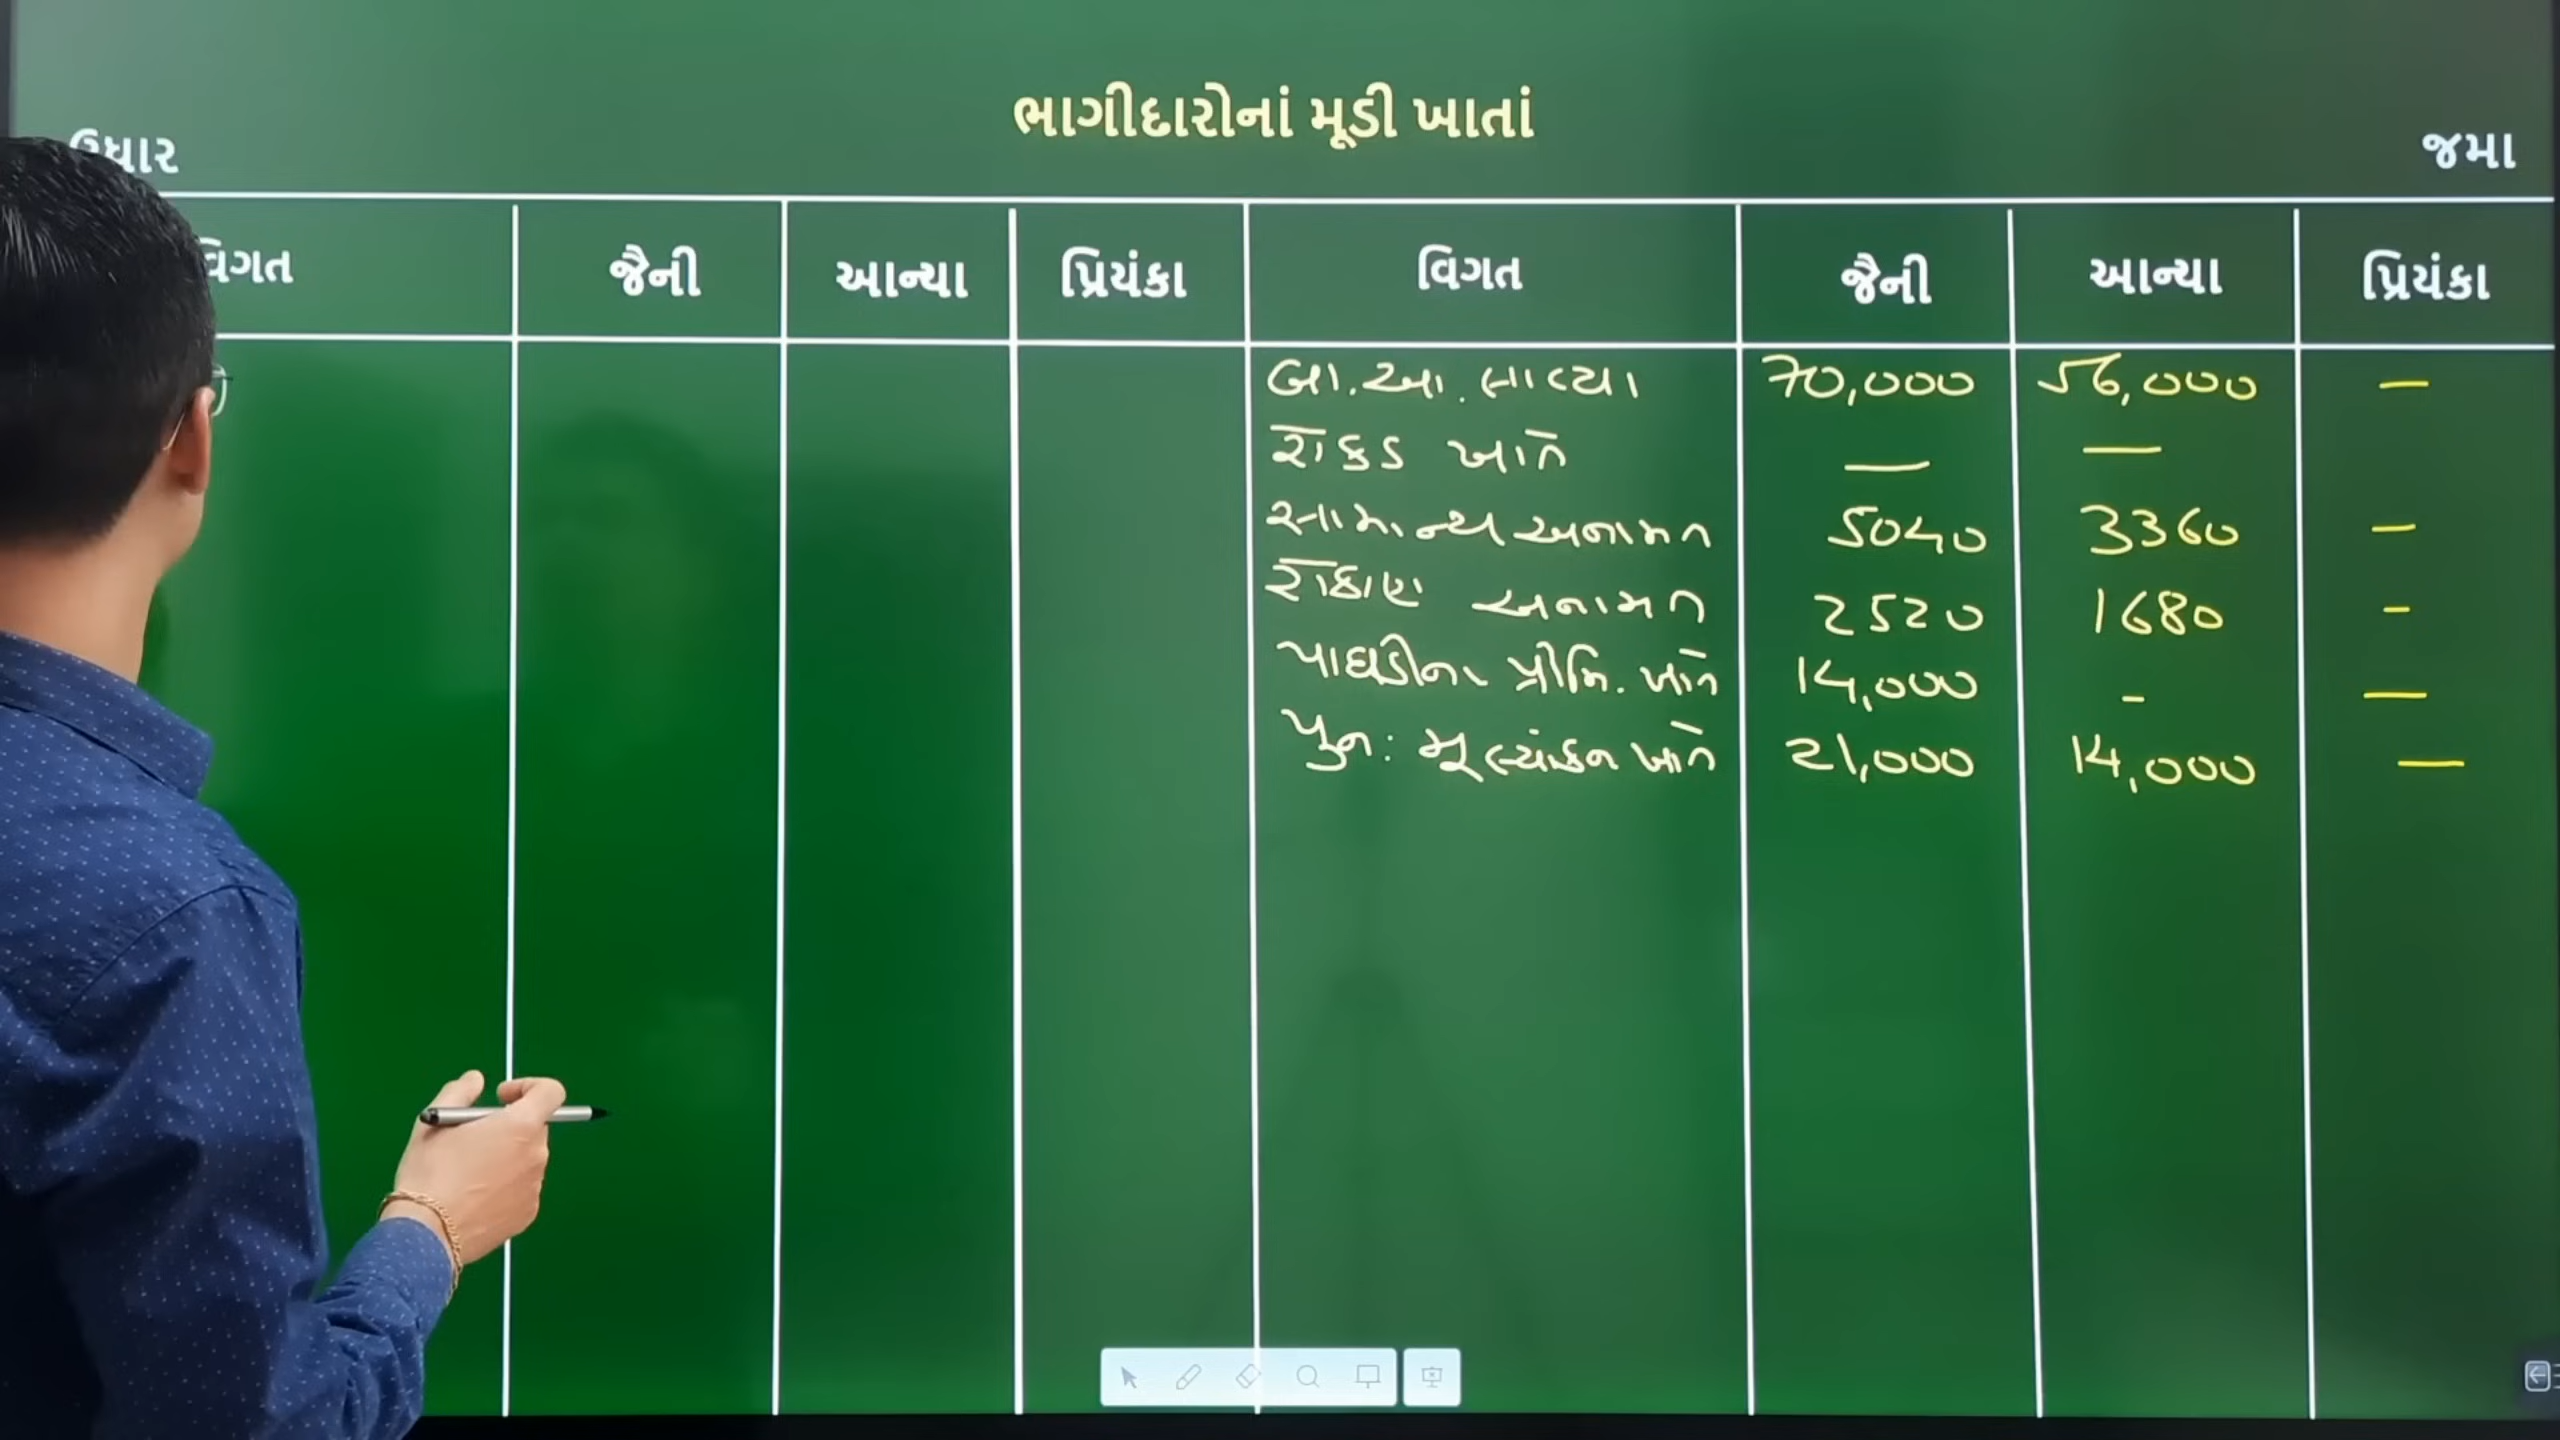 ભાગીદારોનાં મૂડી ખાતાં
ઉધાર જમા
વિગત જૈની આન્યા પ્રિયંકા વિગત જૈની આન્યા પ્રિયંકા
બા.આ.લાવ્યા 70,000 56,000 —
રોકડ ખાતે — —
સામાન્ય અનામત 5040 3360 —
રોકાણ અનામત 2520 1680 -
પાઘડીના પ્રીમિ. ખાતે 14,000 - —
પુન: મૂલ્યાંકન ખાતે 21,000 14,000 —